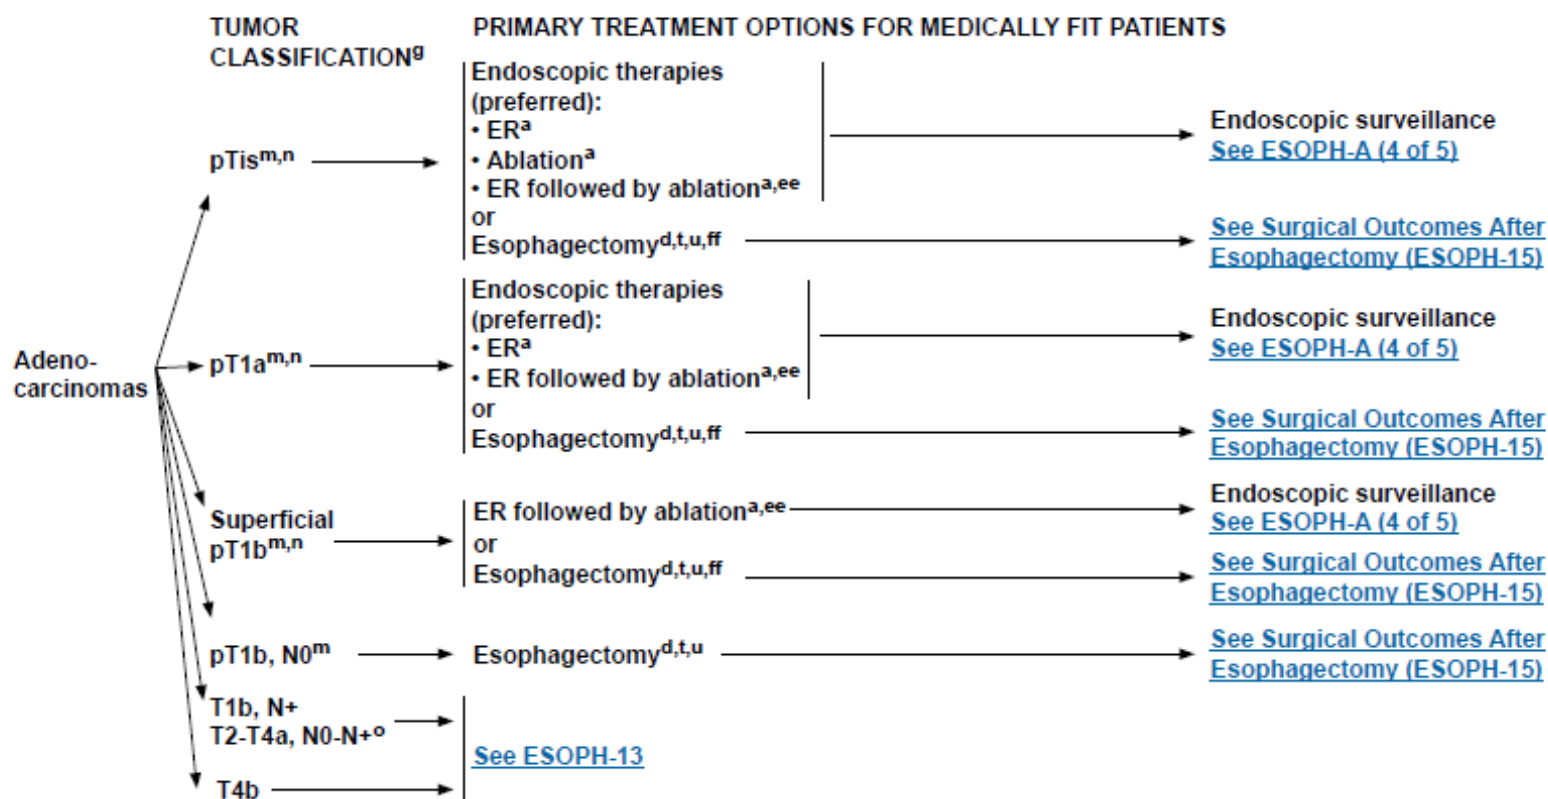 TUMOR
CLASSIFICATIONg
PRIMARY TREATMENT OPTIONS FOR MEDICALLY FIT PATIENTS
Adeno-
carcinomas
pTism,n
Endoscopic therapies
(preferred):
• ERa
• Ablationa
• ER followed by ablationa,ee
or
Esophagectomyd,t,u,ff
Endoscopic surveillance
See ESOPH-A (4 of 5)
See Surgical Outcomes After
Esophagectomy (ESOPH-15)
pT1am,n
Endoscopic therapies
(preferred):
• ERa
• ER followed by ablationa,ee
or
Esophagectomyd,t,u,ff
Endoscopic surveillance
See ESOPH-A (4 of 5)
See Surgical Outcomes After
Esophagectomy (ESOPH-15)
Superficial
pT1bm,n
ER followed by ablationa,ee
or
Esophagectomyd,t,u,ff
Endoscopic surveillance
See ESOPH-A (4 of 5)
See Surgical Outcomes After
Esophagectomy (ESOPH-15)
pT1b, N0m
Esophagectomyd,t,u
See Surgical Outcomes After
Esophagectomy (ESOPH-15)
T1b, N+
T2-T4a, N0-N+o
T4b
See ESOPH-13